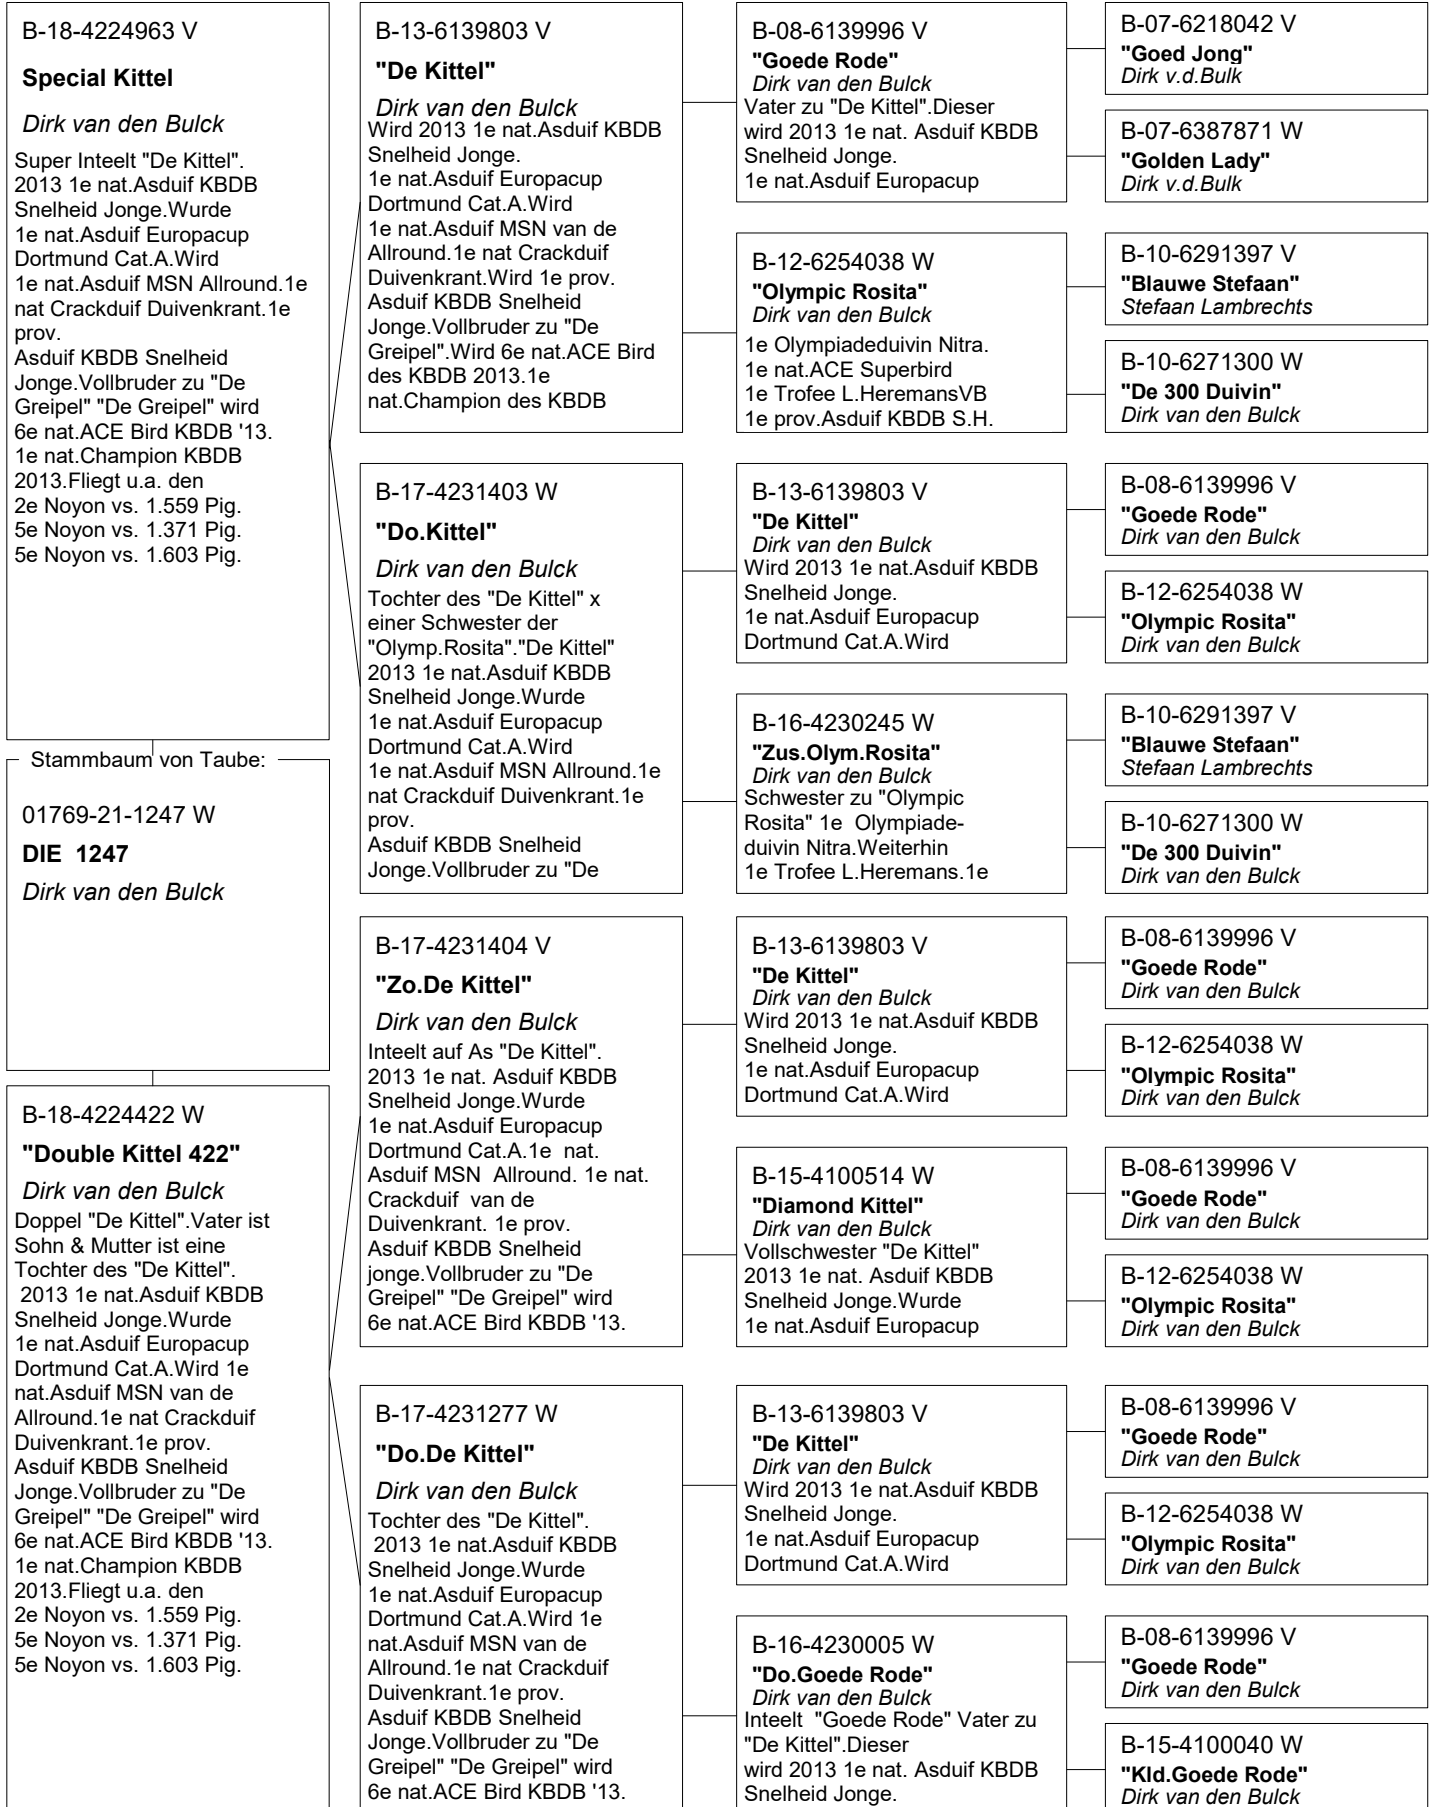 B-18-4224963 V
Special Kittel
Dirk van den Bulck
Super Inteelt "De Kittel".
2013 1e nat.Asduif KBDB
Snelheid Jonge.Wurde
1e nat.Asduif Europacup
Dortmund Cat.A.Wird
1e nat.Asduif MSN Allround.1e
nat Crackduif Duivenkrant.1e
prov.
Asduif KBDB Snelheid
Jonge.Vollbruder zu "De
Greipel" "De Greipel" wird
6e nat.ACE Bird KBDB '13.
1e nat.Champion KBDB
2013.Fliegt u.a. den
2e Noyon vs. 1.559 Pig.
5e Noyon vs. 1.371 Pig.
5e Noyon vs. 1.603 Pig.
Stammbaum von Taube:
01769-21-1247 W
DIE  1247
Dirk van den Bulck
B-18-4224422 W
"Double Kittel 422"
Dirk van den Bulck
Doppel "De Kittel".Vater ist
Sohn & Mutter ist eine
Tochter des "De Kittel".
2013 1e nat.Asduif KBDB
Snelheid Jonge.Wurde
1e nat.Asduif Europacup
Dortmund Cat.A.Wird 1e
nat.Asduif MSN van de
Allround.1e nat Crackduif
Duivenkrant.1e prov.
Asduif KBDB Snelheid
Jonge.Vollbruder zu "De
Greipel" "De Greipel" wird
6e nat.ACE Bird KBDB '13.
1e nat.Champion KBDB
2013.Fliegt u.a. den
2e Noyon vs. 1.559 Pig.
5e Noyon vs. 1.371 Pig.
5e Noyon vs. 1.603 Pig.
B-13-6139803 V
"De Kittel"
Dirk van den Bulck
Wird 2013 1e nat.Asduif KBDB
Snelheid Jonge.
1e nat.Asduif Europacup
Dortmund Cat.A.Wird
1e nat.Asduif MSN van de
Allround.1e nat Crackduif
Duivenkrant.Wird 1e prov.
Asduif KBDB Snelheid
Jonge.Vollbruder zu "De
Greipel".Wird 6e nat.ACE Bird
des KBDB 2013.1e
nat.Champion des KBDB
B-17-4231403 W
"Do.Kittel"
Dirk van den Bulck
Tochter des "De Kittel" x
einer Schwester der
"Olymp.Rosita"."De Kittel"
2013 1e nat.Asduif KBDB
Snelheid Jonge.Wurde
1e nat.Asduif Europacup
Dortmund Cat.A.Wird
1e nat.Asduif MSN Allround.1e
nat Crackduif Duivenkrant.1e
prov.
Asduif KBDB Snelheid
Jonge.Vollbruder zu "De
B-17-4231404 V
"Zo.De Kittel"
Dirk van den Bulck
Inteelt auf As "De Kittel".
2013 1e nat. Asduif KBDB
Snelheid Jonge.Wurde
1e nat.Asduif Europacup
Dortmund Cat.A.1e  nat.
Asduif MSN  Allround. 1e nat.
Crackduif  van de
Duivenkrant. 1e prov.
Asduif KBDB Snelheid
jonge.Vollbruder zu "De
Greipel" "De Greipel" wird
6e nat.ACE Bird KBDB '13.
B-17-4231277 W
"Do.De Kittel"
Dirk van den Bulck
Tochter des "De Kittel".
2013 1e nat.Asduif KBDB
Snelheid Jonge.Wurde
1e nat.Asduif Europacup
Dortmund Cat.A.Wird 1e
nat.Asduif MSN van de
Allround.1e nat Crackduif
Duivenkrant.1e prov.
Asduif KBDB Snelheid
Jonge.Vollbruder zu "De
Greipel" "De Greipel" wird
6e nat.ACE Bird KBDB '13.
B-08-6139996 V
"Goede Rode"
Dirk van den Bulck
Vater zu "De Kittel".Dieser
wird 2013 1e nat. Asduif KBDB
Snelheid Jonge.
1e nat.Asduif Europacup
B-12-6254038 W
"Olympic Rosita"
Dirk van den Bulck
1e Olympiadeduivin Nitra.
1e nat.ACE Superbird
1e Trofee L.HeremansVB
1e prov.Asduif KBDB S.H.
B-13-6139803 V
"De Kittel"
Dirk van den Bulck
Wird 2013 1e nat.Asduif KBDB
Snelheid Jonge.
1e nat.Asduif Europacup
Dortmund Cat.A.Wird
B-16-4230245 W
"Zus.Olym.Rosita"
Dirk van den Bulck
Schwester zu "Olympic
Rosita" 1e  Olympiade-
duivin Nitra.Weiterhin
1e Trofee L.Heremans.1e
B-13-6139803 V
"De Kittel"
Dirk van den Bulck
Wird 2013 1e nat.Asduif KBDB
Snelheid Jonge.
1e nat.Asduif Europacup
Dortmund Cat.A.Wird
B-15-4100514 W
"Diamond Kittel"
Dirk van den Bulck
Vollschwester "De Kittel"
2013 1e nat. Asduif KBDB
Snelheid Jonge.Wurde
1e nat.Asduif Europacup
B-13-6139803 V
"De Kittel"
Dirk van den Bulck
Wird 2013 1e nat.Asduif KBDB
Snelheid Jonge.
1e nat.Asduif Europacup
Dortmund Cat.A.Wird
B-16-4230005 W
"Do.Goede Rode"
Dirk van den Bulck
Inteelt  "Goede Rode" Vater zu
"De Kittel".Dieser
wird 2013 1e nat. Asduif KBDB
Snelheid Jonge.
B-07-6218042 V
"Goed Jong"
Dirk v.d.Bulk
B-07-6387871 W
"Golden Lady"
Dirk v.d.Bulk
B-10-6291397 V
"Blauwe Stefaan"
Stefaan Lambrechts
B-10-6271300 W
"De 300 Duivin"
Dirk van den Bulck
B-08-6139996 V
"Goede Rode"
Dirk van den Bulck
B-12-6254038 W
"Olympic Rosita"
Dirk van den Bulck
B-10-6291397 V
"Blauwe Stefaan"
Stefaan Lambrechts
B-10-6271300 W
"De 300 Duivin"
Dirk van den Bulck
B-08-6139996 V
"Goede Rode"
Dirk van den Bulck
B-12-6254038 W
"Olympic Rosita"
Dirk van den Bulck
B-08-6139996 V
"Goede Rode"
Dirk van den Bulck
B-12-6254038 W
"Olympic Rosita"
Dirk van den Bulck
B-08-6139996 V
"Goede Rode"
Dirk van den Bulck
B-12-6254038 W
"Olympic Rosita"
Dirk van den Bulck
B-08-6139996 V
"Goede Rode"
Dirk van den Bulck
B-15-4100040 W
"Kld.Goede Rode"
Dirk van den Bulck